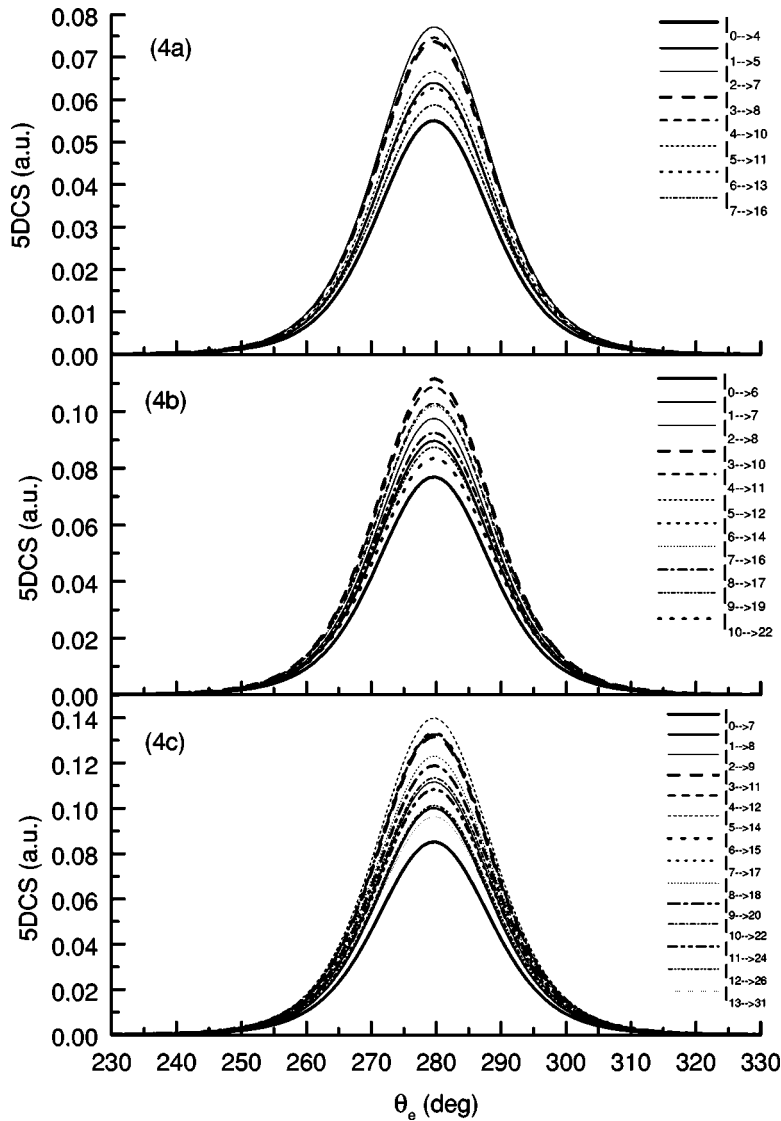 (4a)
5DCS (a.u.)
0.08
0.07
0.06
0.05
0.04
0.03
0.02
0.01
0.00
I 0-->4
I 1-->5
I 2-->7
I 3-->8
I 4-->10
I 5-->11
I 6-->13
I 7-->16
(4b)
5DCS (a.u.)
0.10
0.08
0.06
0.04
0.02
0.00
I 0-->6
I 1-->7
I 2-->8
I 3-->10
I 4-->11
I 5-->12
I 6-->14
I 7-->16
I 8-->17
I 9-->19
I 10-->22
(4c)
5DCS (a.u.)
0.14
0.12
0.10
0.08
0.06
0.04
0.02
0.00
I 0-->7
I 1-->8
I 2-->9
I 3-->11
I 4-->12
I 5-->14
I 6-->15
I 7-->17
I 8-->18
I 9-->20
I 10-->22
I 11-->24
I 12-->26
I 13-->31
230 240 250 260 270 280 290 300 310 320 330
θe (deg)